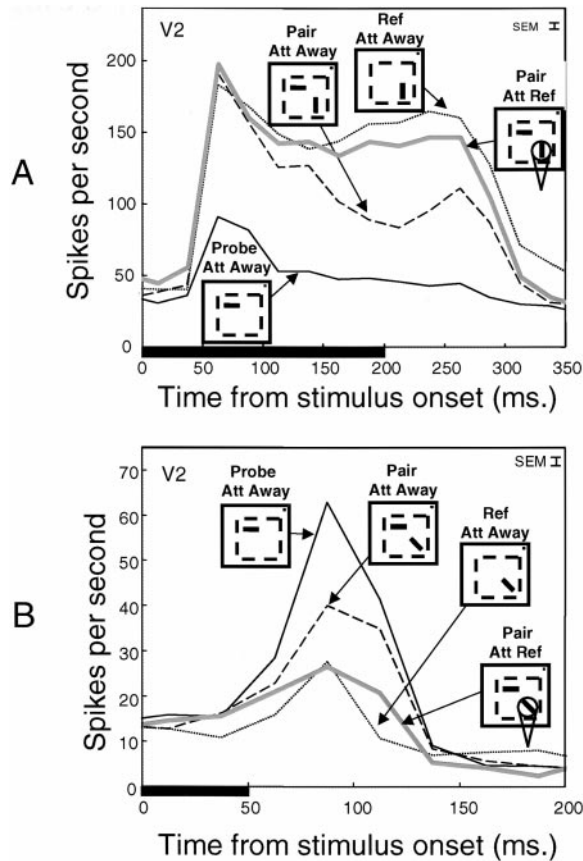 V2
Pair
Att Away
Ref
Att Away
SEM
Pair
Att Ref
Probe
Att Away
A
Spikes per second
200
150
100
50
0
0 50 100 150 200 250 300 350
Time from stimulus onset (ms.)
V2
Probe
Att Away
Pair
Att Away
SEM
Ref
Att Away
Pair
Att Ref
B
Spikes per second
70
60
50
40
30
20
10
0
0 50 100 150 200
Time from stimulus onset (ms.)